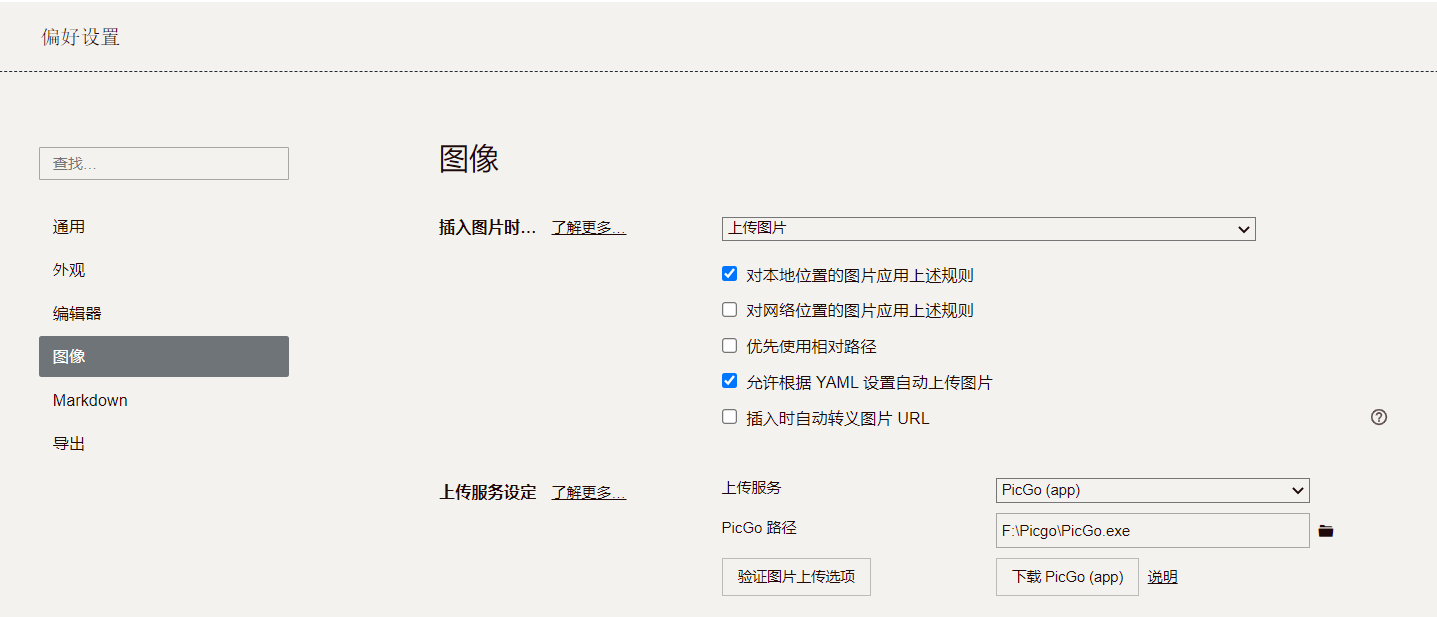 偏好设置
查找...
通用
外观
编辑器
图像
Markdown
导出
图像
插入图片时... 了解更多...
上传图片
对本地位置的图片应用上述规则
对网络位置的图片应用上述规则
优先使用相对路径
允许根据 YAML 设置自动上传图片
插入时自动转义图片 URL
上传服务设定 了解更多...
上传服务 PicGo (app)
PicGo 路径 F:\Picgo\PicGo.exe
验证图片上传选项 下载 PicGo (app) 说明